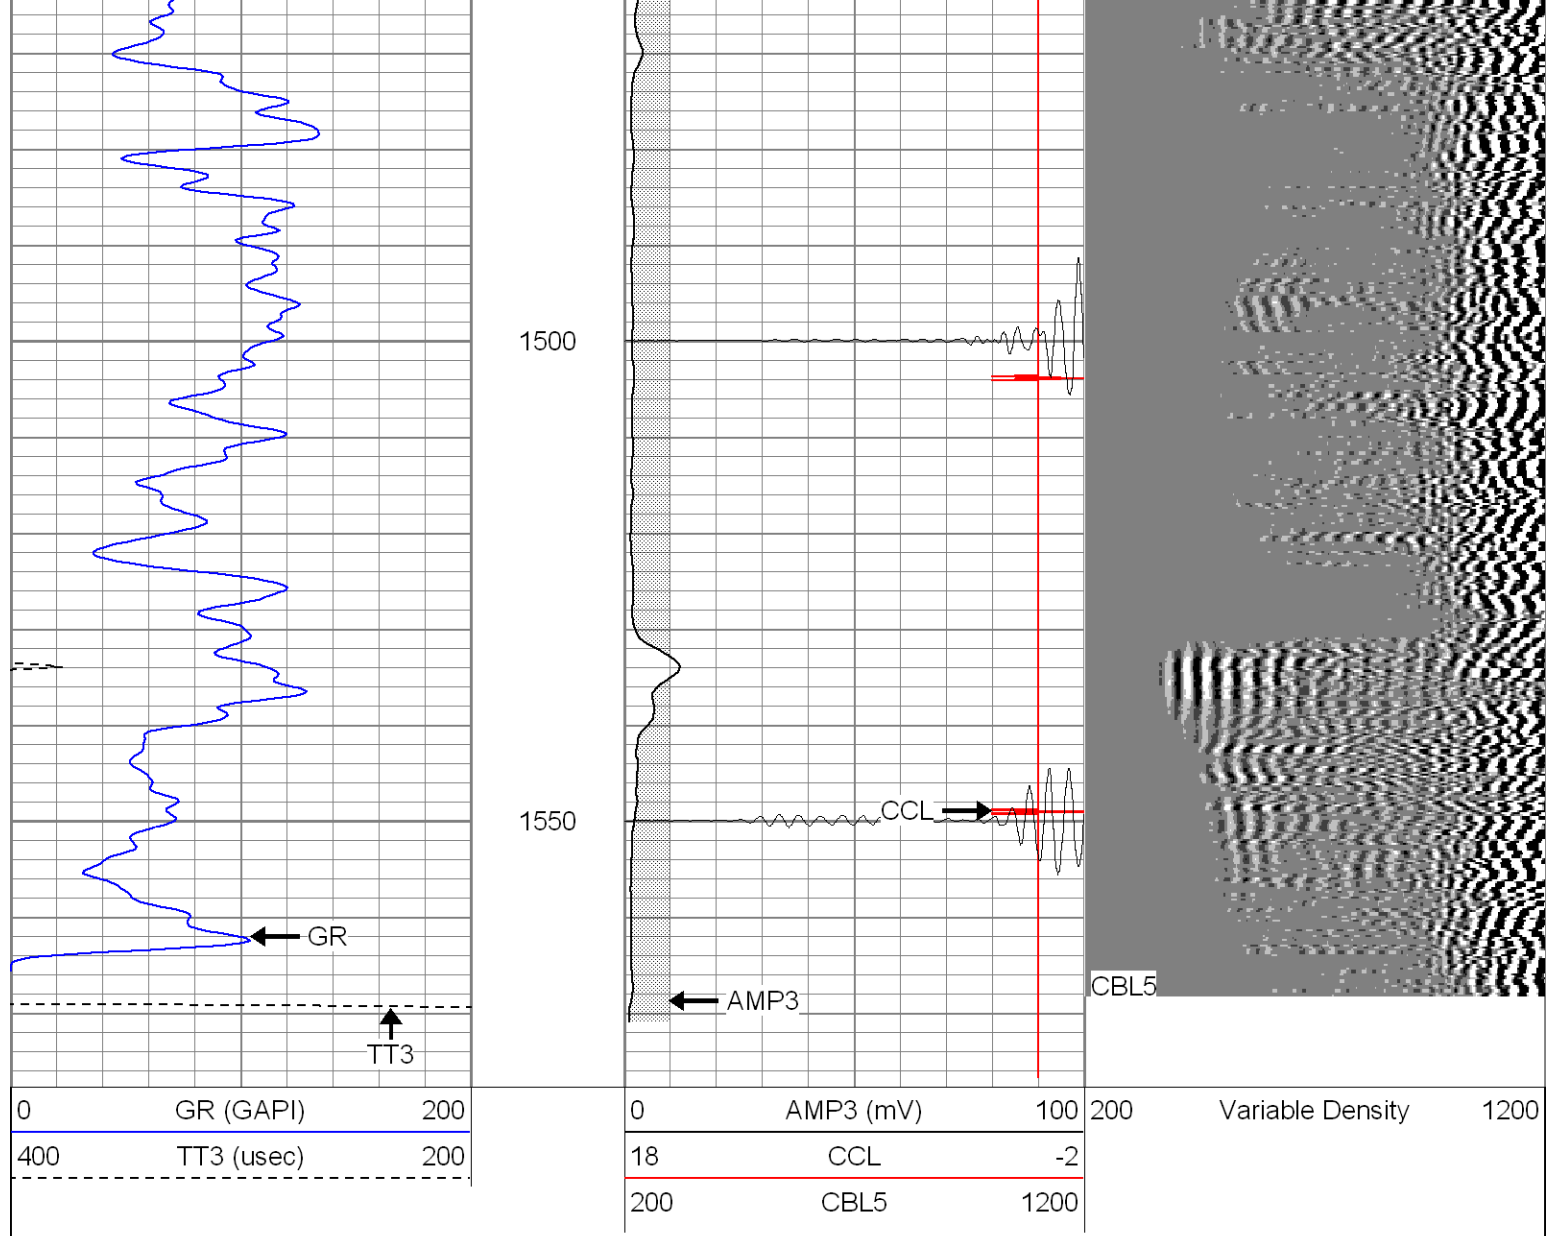 1500
CCL
1550
GR
CBL5
AMP3
TT3
0 GR (GAPI) 200
400 TT3 (usec) 200
0 AMP3 (mV) 100
18 CCL -2
200 CBL5 1200
200 Variable Density 1200